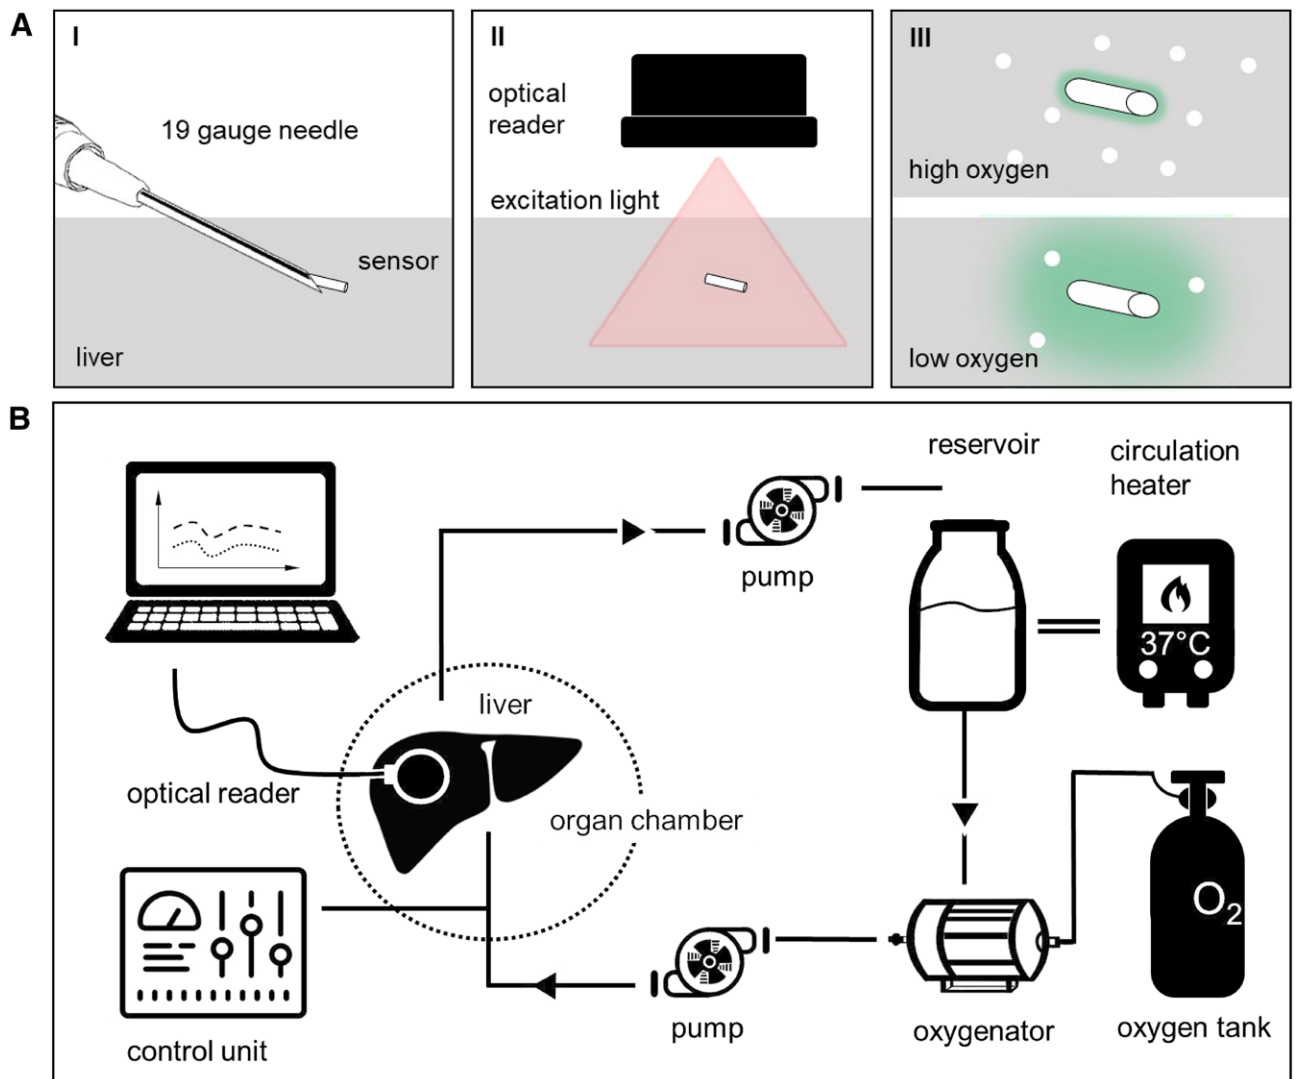 A
I
19 gauge needle
sensor
liver
II
optical
reader
excitation light
III
high oxygen
low oxygen
B
reservoir
circulation
heater
pump
37°C
liver
optical reader
organ chamber
O2
control unit
pump
oxygenator
oxygen tank